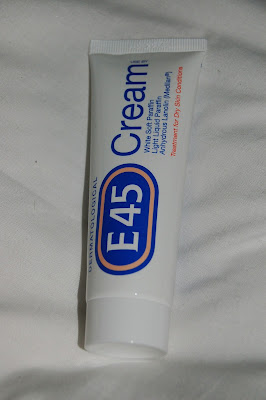 DERMATOLOGICAL
E45
Cream
White Soft Paraffin
Light Liquid Paraffin
Anhydrous Lanolin (Medilan®)
Treatment for Dry Skin Conditions